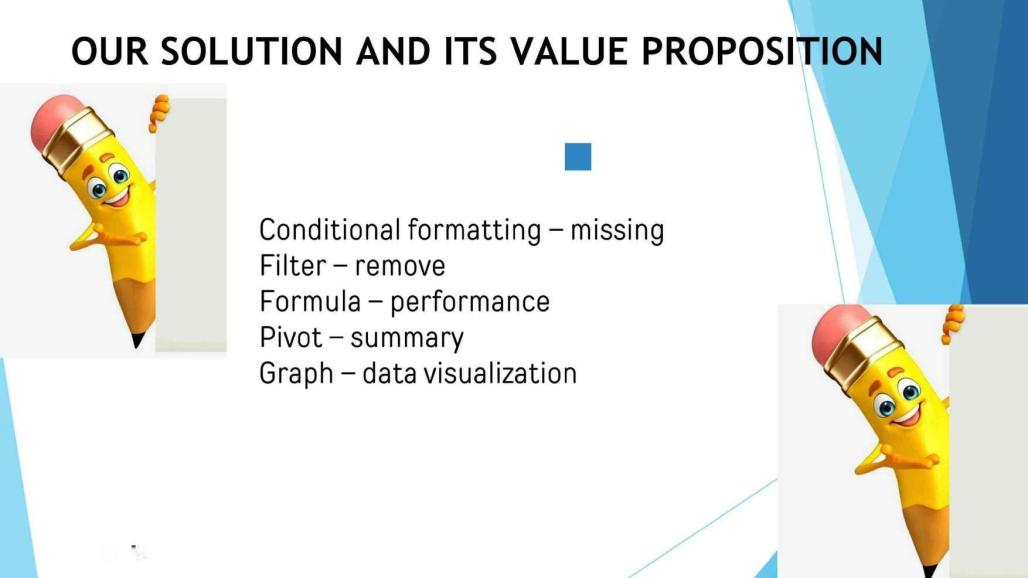 OUR SOLUTION AND ITS VALUE PROPOSITION
Conditional formatting – missing
Filter – remove
Formula – performance
Pivot – summary
Graph – data visualization